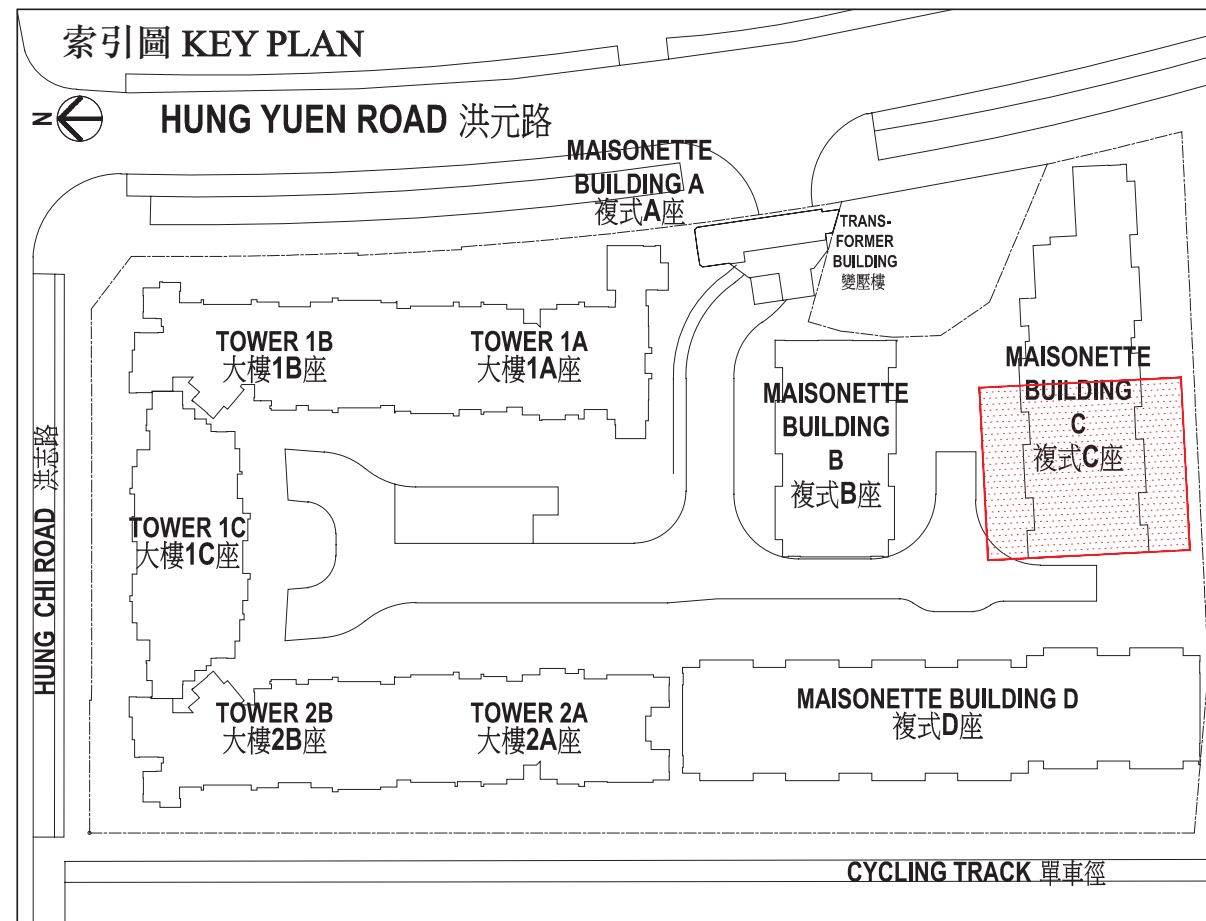 索引圖 KEY PLAN
N
HUNG YUEN ROAD 洪元路
MAISONETTE
BUILDING A
複式A座
TRANS-
FORMER
BUILDING
變壓樓
TOWER 1B
大樓1B座
TOWER 1A
大樓1A座
MAISONETTE
BUILDING
B
複式B座
MAISONETTE
BUILDING
C
複式C座
HUNG CHI ROAD 洪志路
TOWER 1C
大樓1C座
TOWER 2B
大樓2B座
TOWER 2A
大樓2A座
MAISONETTE BUILDING D
複式D座
CYCLING TRACK 單車徑